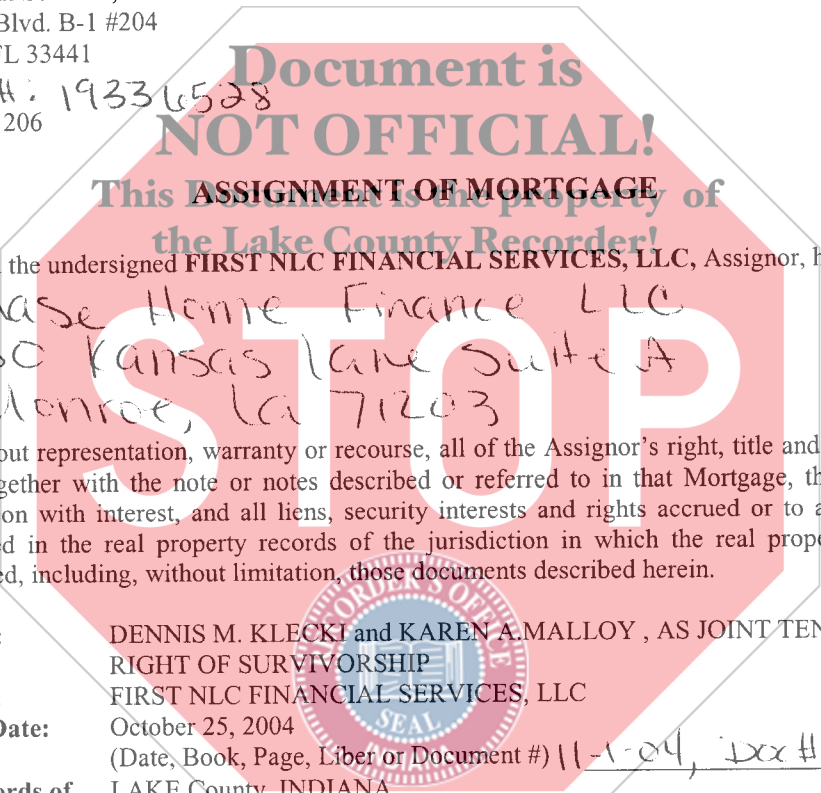 Blvd. B-1 #204
FL 33441
#: 19336528
206
Document is
NOT OFFICIAL!
ASSIGNMENT OF MORTGAGE
This Document is the property of
the Lake County Recorder!
the undersigned FIRST NLC FINANCIAL SERVICES, LLC, Assignor, h
ase Home Finance LLC
Kansas Lane Suite A
Monroe, La 71203
STOP
out representation, warranty or recourse, all of the Assignor's right, title and
gether with the note or notes described or referred to in that Mortgage, th
on with interest, and all liens, security interests and rights accrued or to a
ed in the real property records of the jurisdiction in which the real prope
ed, including, without limitation, those documents described herein.
RECORDER'S OFFICE
DENNIS M. KLECKI and KAREN A.MALLOY , AS JOINT TEN
RIGHT OF SURVIVORSHIP
FIRST NLC FINANCIAL SERVICES, LLC
SEAL
Date: October 25, 2004
(Date, Book, Page, Liber or Document #) 11-1-04, Doc #
INDIANA
ords of LAKE County, INDIANA